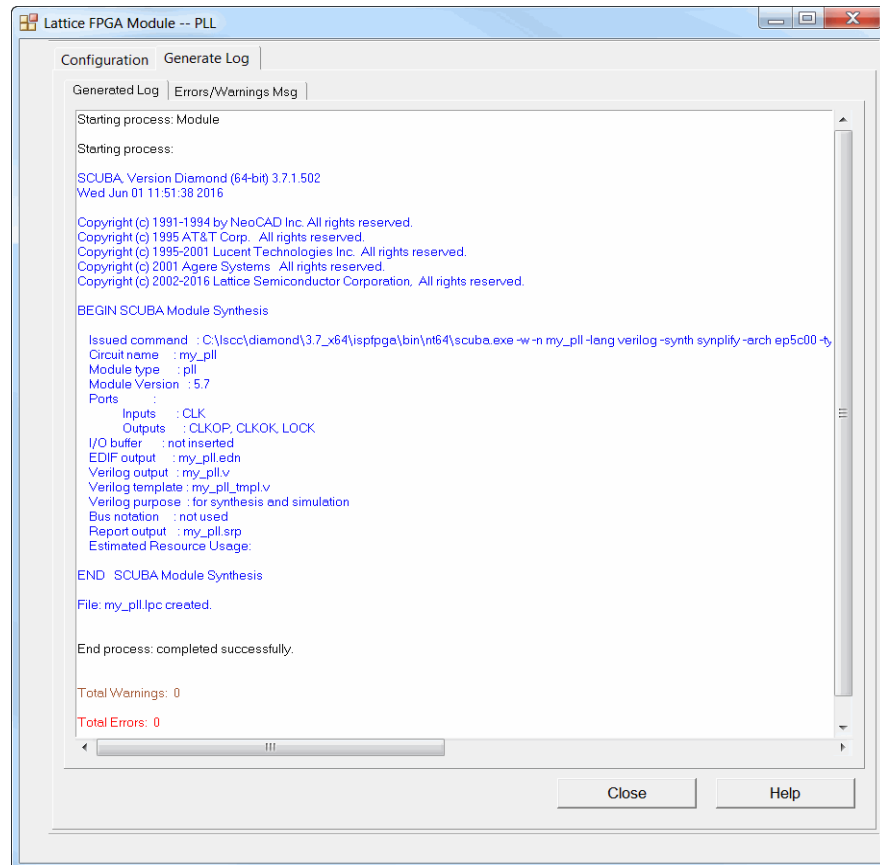 Lattice FPGA Module -- PLL
Configuration Generate Log
Generated Log Errors/Warnings Msg
Starting process: Module
Starting process:
SCUBA, Version Diamond (64-bit) 3.7.1.502
Wed Jun 01 11:51:38 2016
Copyright (c) 1991-1994 by NeoCAD Inc. All rights reserved.
Copyright (c) 1995 AT&T Corp. All rights reserved.
Copyright (c) 1995-2001 Lucent Technologies Inc. All rights reserved.
Copyright (c) 2001 Agere Systems All rights reserved.
Copyright (c) 2002-2016 Lattice Semiconductor Corporation, All rights reserved.
BEGIN SCUBA Module Synthesis
Issued command : C:\lscc\diamond\3.7_x64\ispfpga\bin\nt64\scuba.exe -w -n my_pll -lang verilog -synth synplify -arch ep5c00 -ty
Circuit name : my_pll
Module type : pll
Module Version : 5.7
Ports :
Inputs : CLK
Outputs : CLKOP, CLKOK, LOCK
I/O buffer : not inserted
EDIF output : my_pll.edn
Verilog output : my_pll.v
Verilog template : my_pll_tmpl.v
Verilog purpose : for synthesis and simulation
Bus notation : not used
Report output : my_pll.srp
Estimated Resource Usage:
END SCUBA Module Synthesis
File: my_pll.lpc created.
End process: completed successfully.
Total Warnings: 0
Total Errors: 0
Close Help